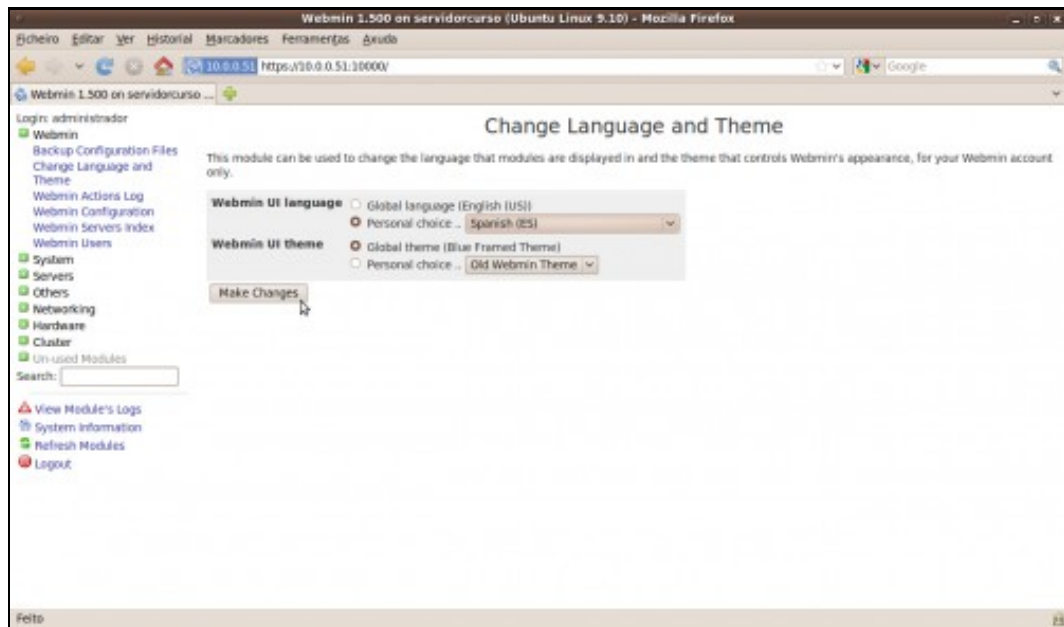 Webmin 1.500 on servidorcurso (Ubuntu Linux 9.10) - Mozilla Firefox
Ficheiro Editar Ver Historial Marcadores Ferramentas Axuda
10.0.0.51 https://10.0.0.51:10000/ Google
Webmin 1.500 on servidorcurso ...
Login: administrador
Webmin
Backup Configuration Files
Change Language and
Theme
Webmin Actions Log
Webmin Configuration
Webmin Servers Index
Webmin Users
System
Servers
Others
Networking
Hardware
Cluster
Un-used Modules
Search:
View Module's Logs
System Information
Refresh Modules
Logout
Change Language and Theme
This module can be used to change the language that modules are displayed in and the theme that controls Webmin's appearance, for your Webmin account
only.
Webmin UI language Global language (English (US))
Personal choice .. Spanish (ES)
Webmin UI theme Global theme (Blue Framed Theme)
Personal choice .. Old Webmin Theme
Make Changes
Feito